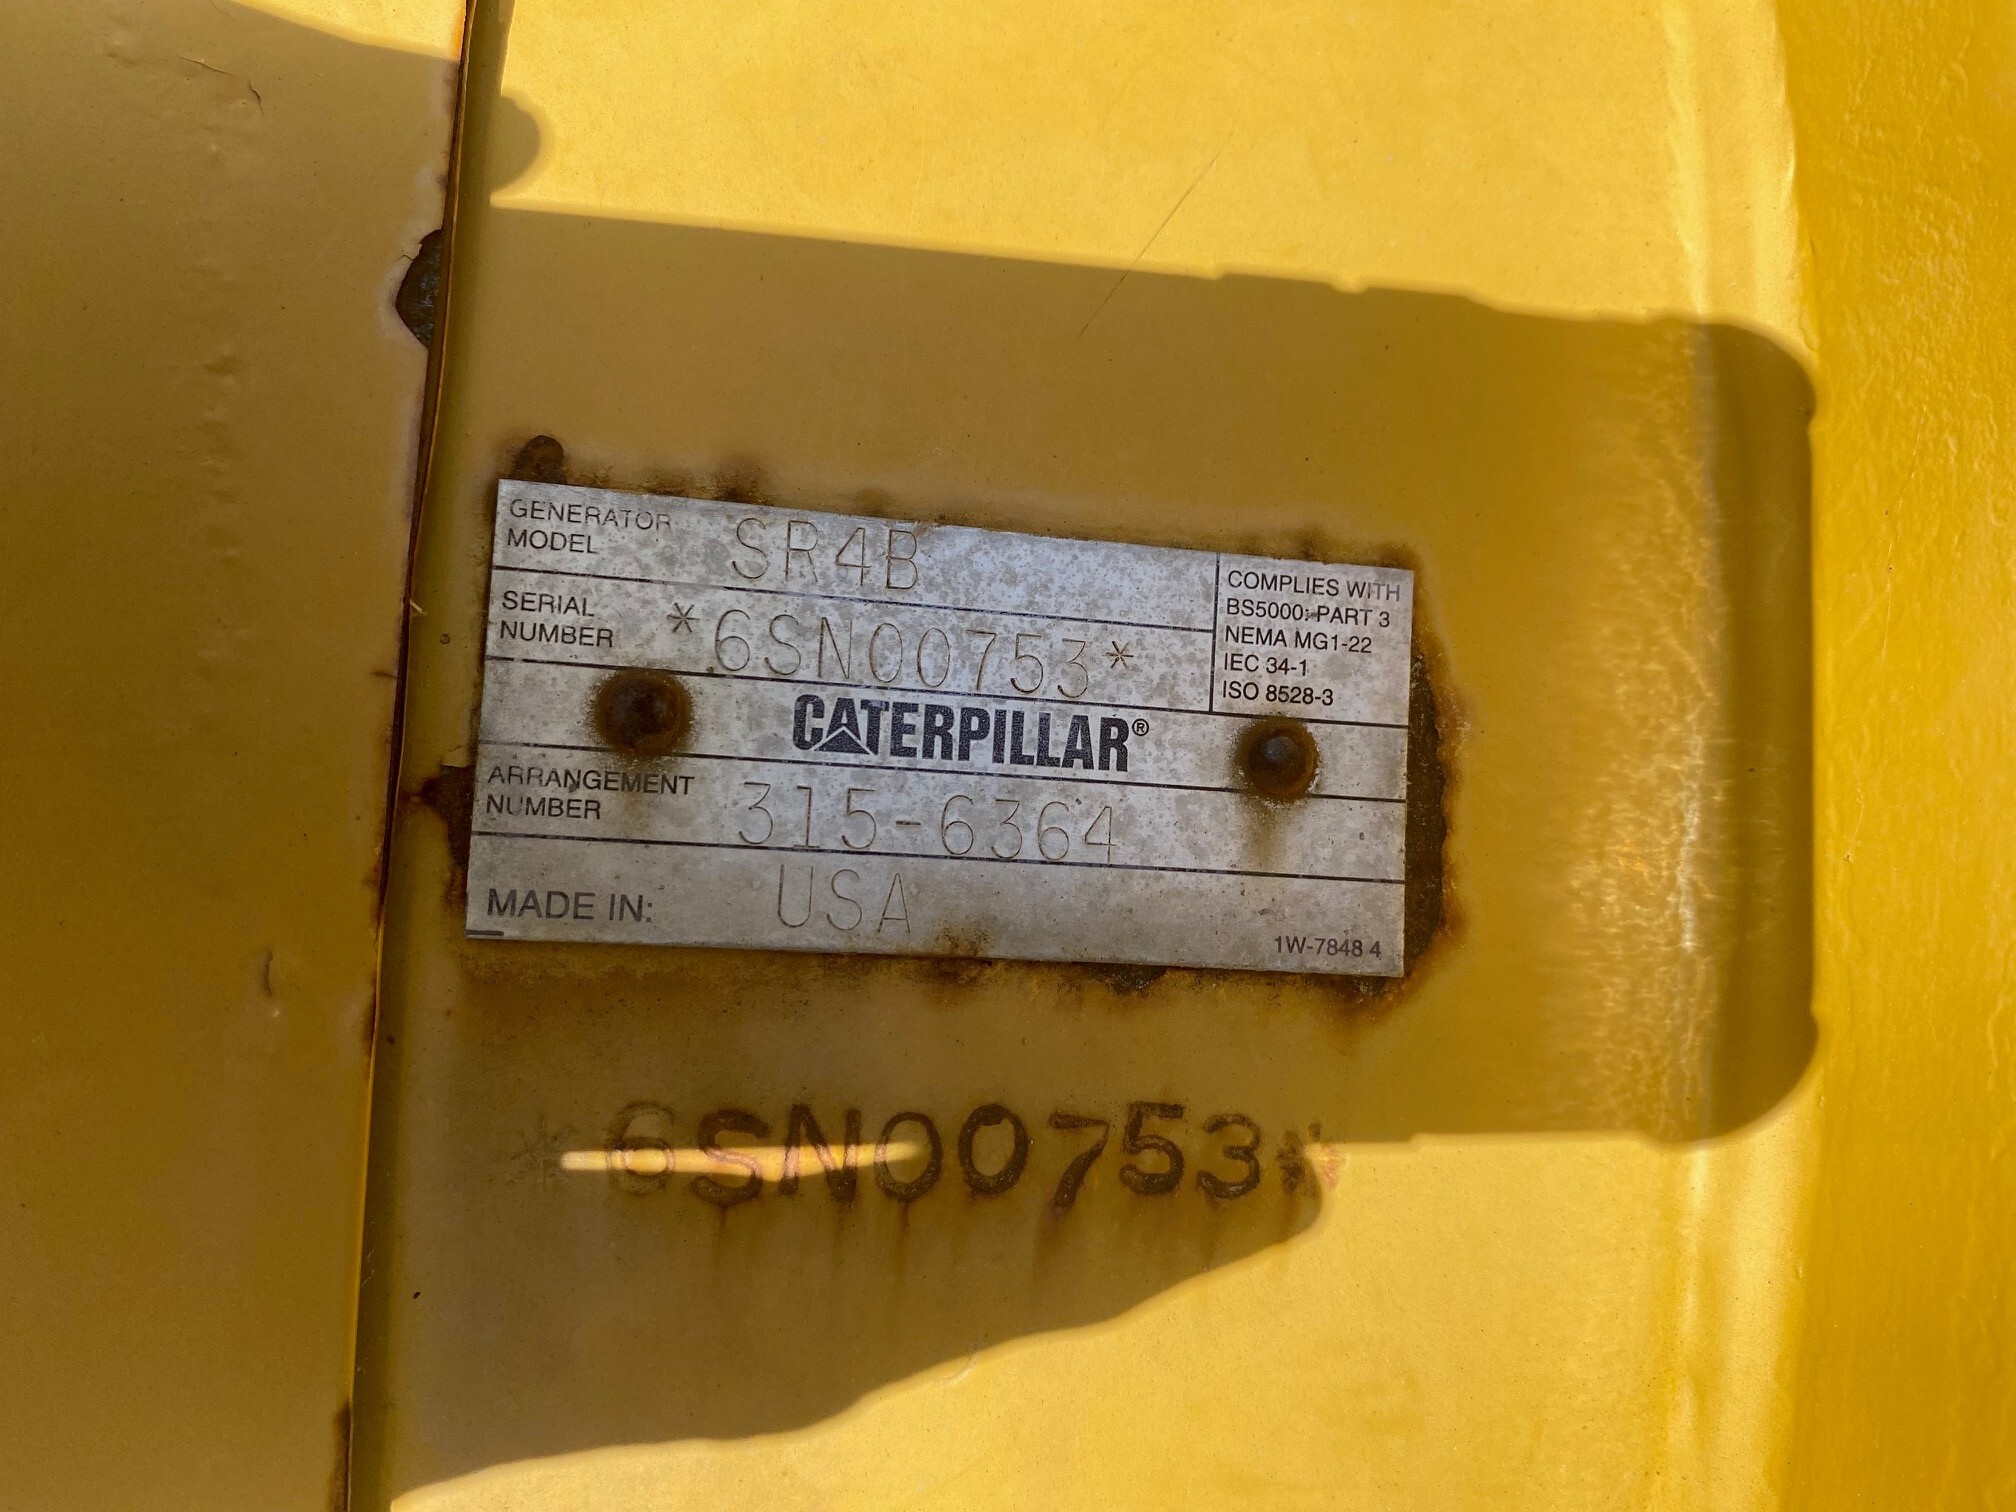 GENERATOR
MODEL
SR4B
SERIAL
NUMBER
*6SN00753*
COMPLIES WITH
BS5000: PART 3
NEMA MG1-22
IEC 34-1
ISO 8528-3
CATERPILLAR®
ARRANGEMENT
NUMBER
315-6364
MADE IN: USA
1W-7848 4
*6SN00753*